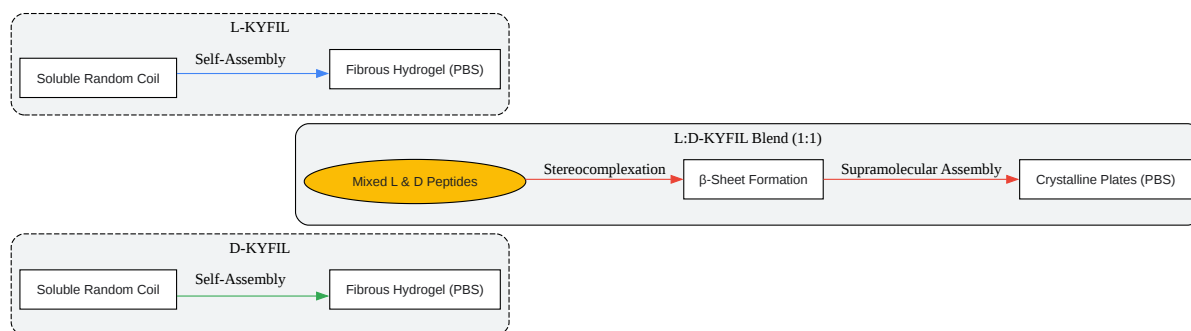 L-KYFIL
Self-Assembly
Soluble Random Coil
Fibrous Hydrogel (PBS)
L:D-KYFIL Blend (1:1)
Mixed L & D Peptides
Stereocomplexation
β-Sheet Formation
Supramolecular Assembly
Crystalline Plates (PBS)
D-KYFIL
Soluble Random Coil
Self-Assembly
Fibrous Hydrogel (PBS)